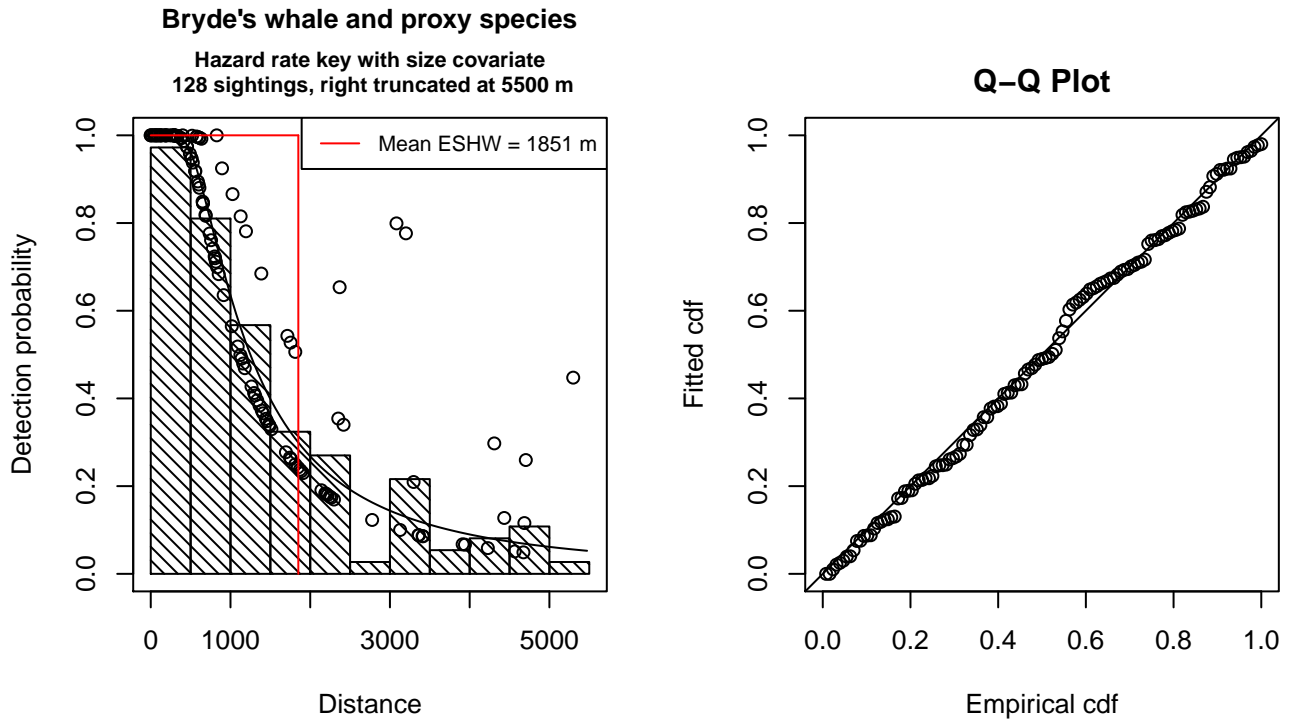 Bryde's whale and proxy species
Hazard rate key with size covariate
128 sightings, right truncated at 5500 m
Mean ESHW = 1851 m
Detection probability
0.0 0.2 0.4 0.6 0.8 1.0
0 1000 3000 5000
Distance
Q−Q Plot
Fitted cdf
0.0 0.2 0.4 0.6 0.8 1.0
0.0 0.2 0.4 0.6 0.8 1.0
Empirical cdf